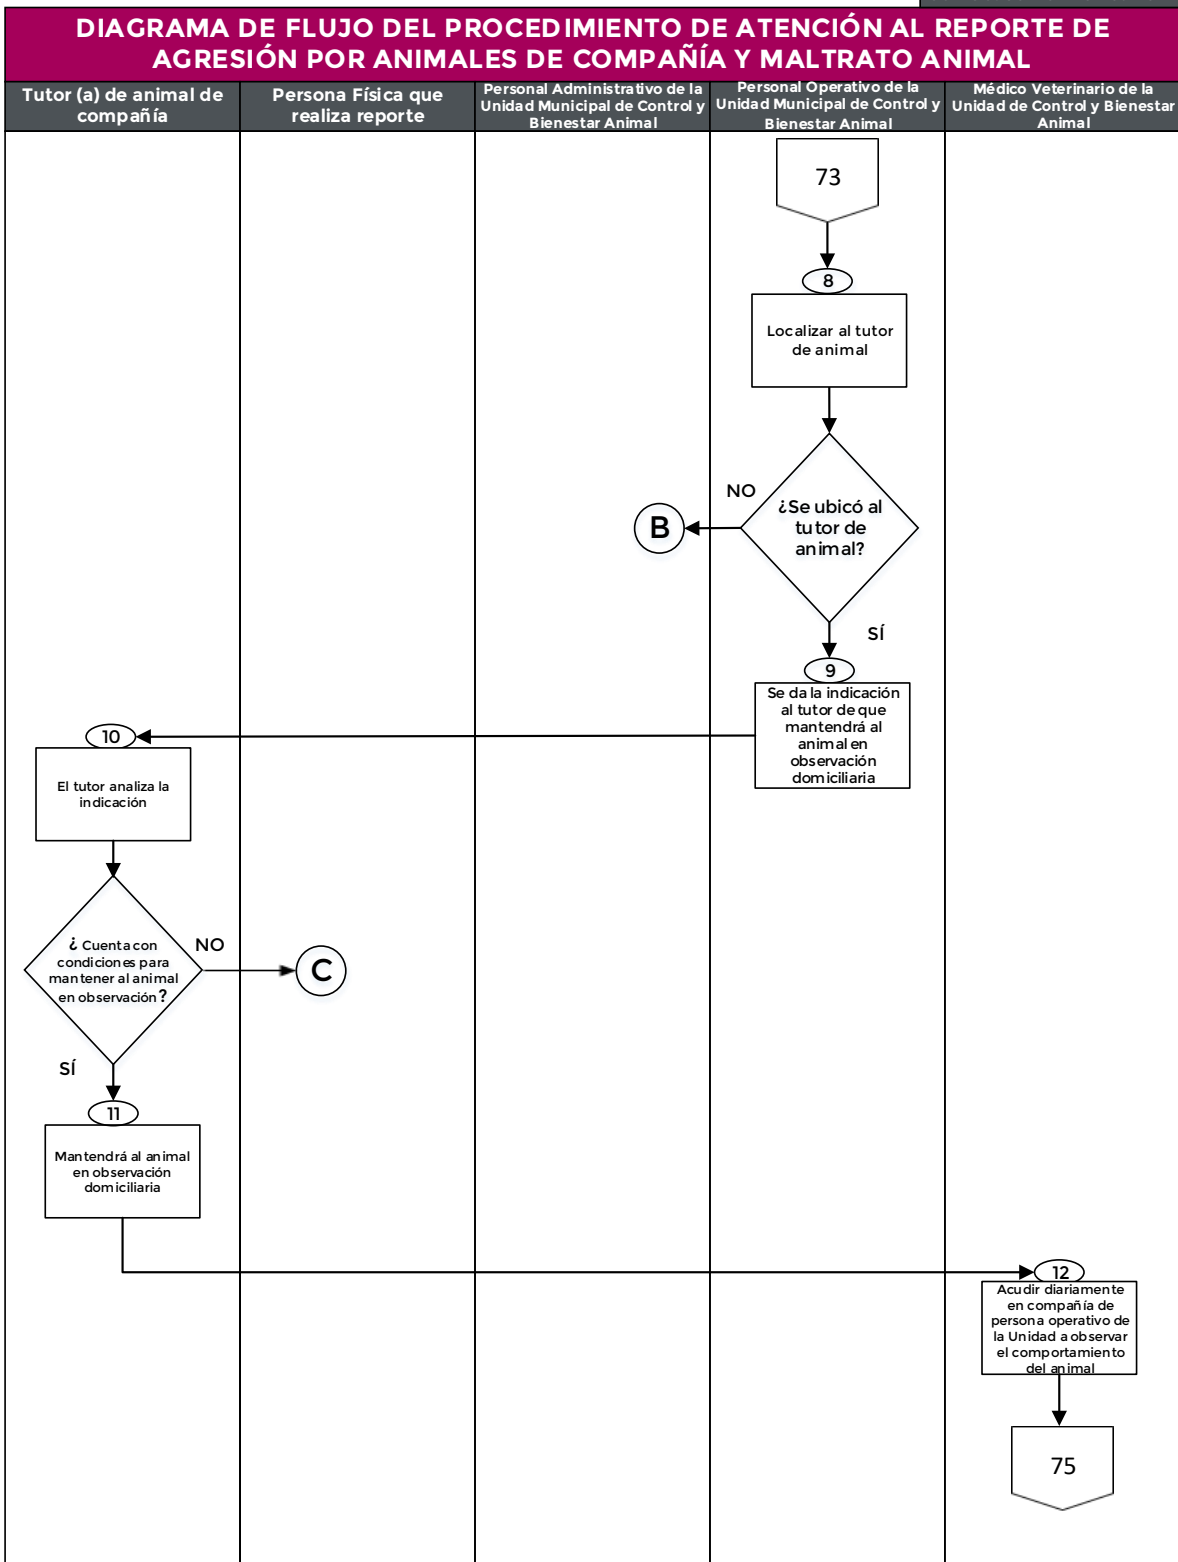 DIAGRAMA DE FLUJO DEL PROCEDIMIENTO DE ATENCIÓN AL REPORTE DE
AGRESIÓN POR ANIMALES DE COMPAÑÍA Y MALTRATO ANIMAL
Tutor (a) de animal de
compañía
Persona Física que
realiza reporte
Personal Administrativo de la
Unidad Municipal de Control y
Bienestar Animal
Personal Operativo de la
Unidad Municipal de Control y
Bienestar Animal
Médico Veterinario de la
Unidad de Control y Bienestar
Animal
73
8
Localizar al tutor
de animal
¿Se ubicó al
tutor de
animal?
NO
B
SÍ
9
Se da la indicación
al tutor de que
mantendrá al
animal en
observación
domiciliaria
10
El tutor analiza la
indicación
¿ Cuenta con
condiciones para
mantener al animal
en observación?
NO
C
SÍ
11
Mantendrá al animal
en observación
domiciliaria
12
Acudir diariamente
en compañía de
persona operativo de
la Unidad a observar
el comportamiento
del animal
75